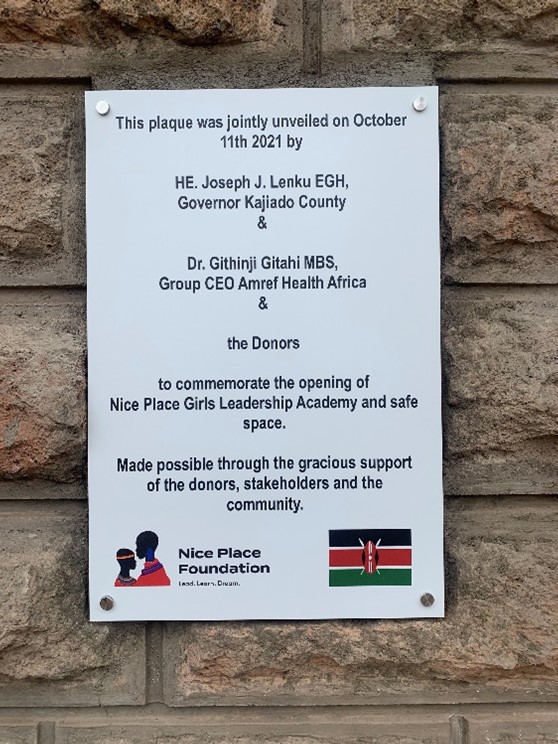 This plaque was jointly unveiled on October
11th 2021 by
HE. Joseph J. Lenku EGH,
Governor Kajiado County
&
Dr. Githinji Gitahi MBS,
Group CEO Amref Health Africa
&
the Donors
to commemorate the opening of
Nice Place Girls Leadership Academy and safe
space.
Made possible through the gracious support
of the donors, stakeholders and the
community.
Nice Place
Foundation
Lead. Learn. Dream.